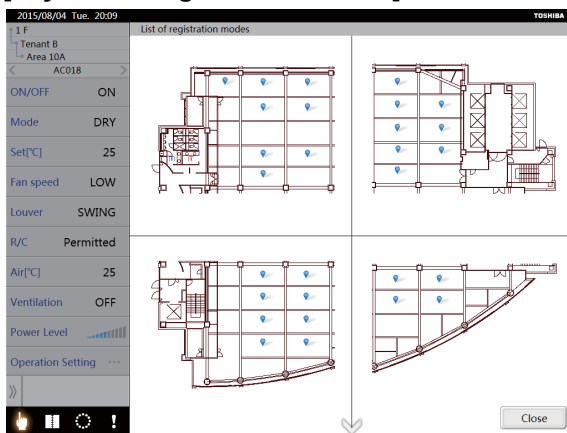 2015/08/04 Tue. 20:09
TOSHIBA
1 F
Tenant B
Area 10A
List of registration modes
< AC018 >
ON/OFF ON
Mode DRY
Set[°C] 25
Fan speed LOW
Louver SWING
R/C Permitted
Air[°C] 25
Ventilation OFF
Power Level
Operation Setting ...
Close